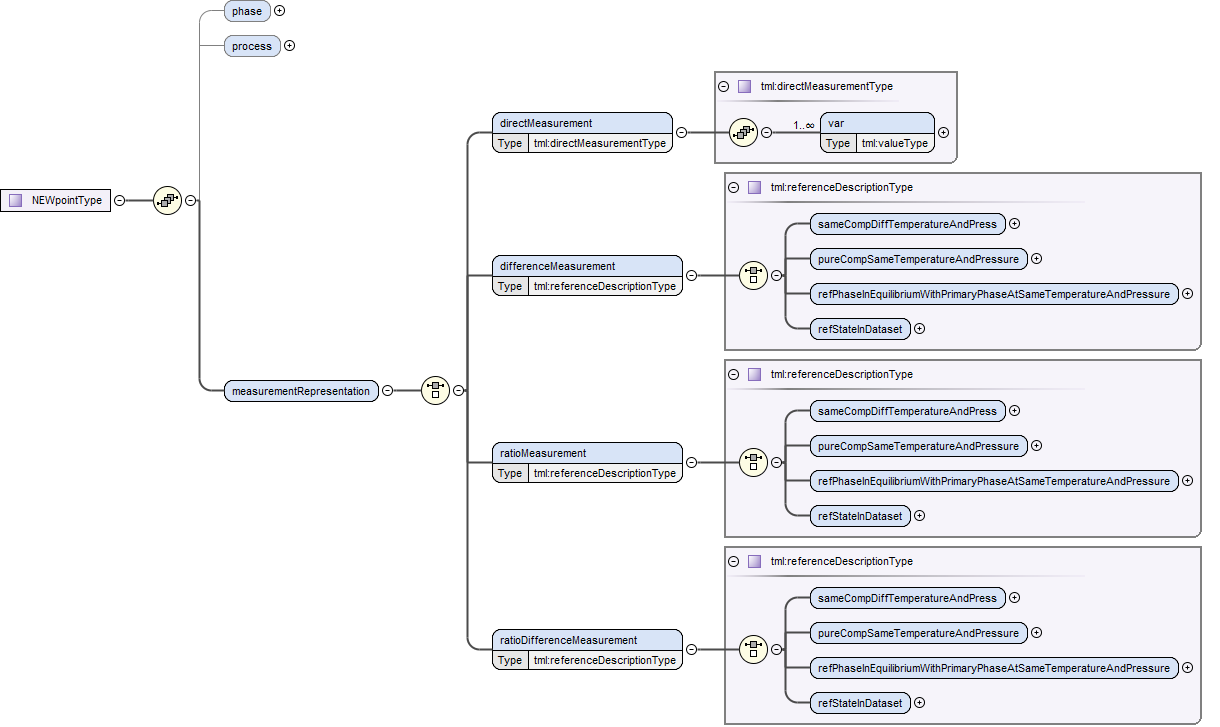 phase
process
NEWpointType
measurementRepresentation
directMeasurement
Type tml:directMeasurementType
tml:directMeasurementType
1..∞
var
Type tml:valueType
differenceMeasurement
Type tml:referenceDescriptionType
tml:referenceDescriptionType
sameCompDiffTemperatureAndPress
pureCompSameTemperatureAndPressure
refPhaseInEquilibriumWithPrimaryPhaseAtSameTemperatureAndPressure
refStateInDataset
ratioMeasurement
Type tml:referenceDescriptionType
tml:referenceDescriptionType
sameCompDiffTemperatureAndPress
pureCompSameTemperatureAndPressure
refPhaseInEquilibriumWithPrimaryPhaseAtSameTemperatureAndPressure
refStateInDataset
ratioDifferenceMeasurement
Type tml:referenceDescriptionType
tml:referenceDescriptionType
sameCompDiffTemperatureAndPress
pureCompSameTemperatureAndPressure
refPhaseInEquilibriumWithPrimaryPhaseAtSameTemperatureAndPressure
refStateInDataset